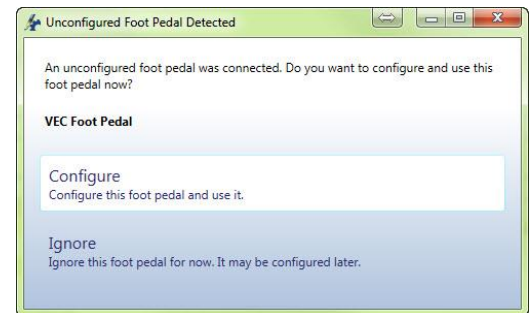 Unconfigured Foot Pedal Detected
An unconfigured foot pedal was connected. Do you want to configure and use this
foot pedal now?
VEC Foot Pedal
Configure
Configure this foot pedal and use it.
Ignore
Ignore this foot pedal for now. It may be configured later.